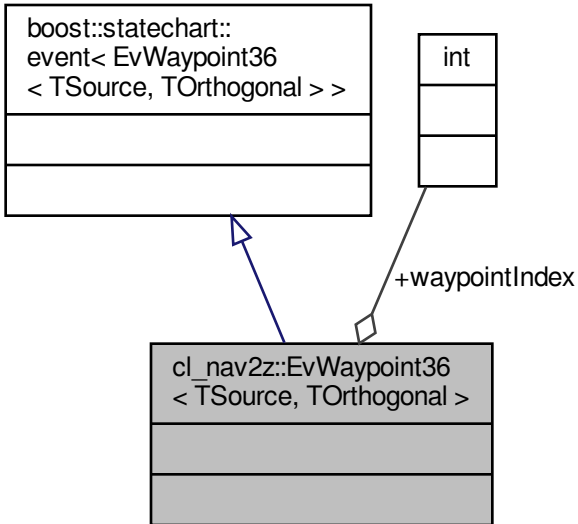 boost::statechart::
event< EvWaypoint36
< TSource, TOrthogonal > >
int
+waypointIndex
cl_nav2z::EvWaypoint36
< TSource, TOrthogonal >